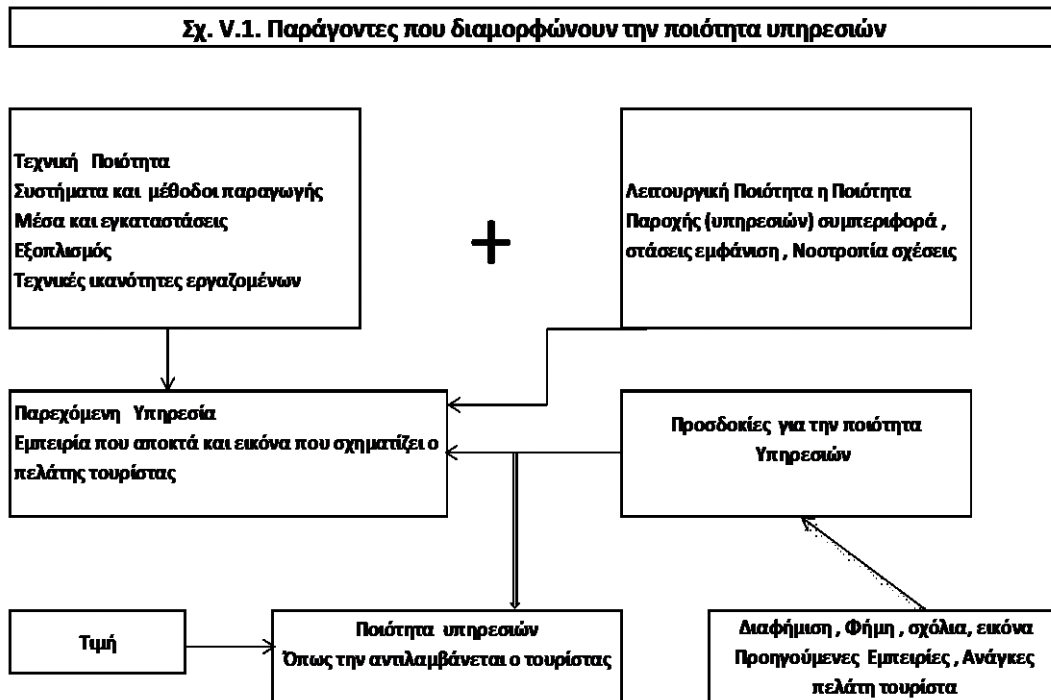 Σχ. V.1. Παράγοντες που διαμορφώνουν την ποιότητα υπηρεσιών
Τεχνική Ποιότητα
Συστήματα και μέθοδοι παραγωγής
Μέσα και εγκαταστάσεις
Εξοπλισμός
Τεχνικές ικανότητες εργαζομένων
+
Λειτουργική Ποιότητα η Ποιότητα
Παροχής (υπηρεσιών) συμπεριφορά ,
στάσεις εμφάνιση , Νοοτροπία σχέσεις
Παρεχόμενη Υπηρεσία
Εμπειρία που αποκτά και εικόνα που σχηματίζει ο
πελάτης τουρίστας
Προσδοκίες για την ποιότητα
Υπηρεσιών
Τιμή
Ποιότητα υπηρεσιών
Όπως την αντιλαμβάνεται ο τουρίστας
Διαφήμιση , Φήμη , σχόλια, εικόνα
Προηγούμενες Εμπειρίες , Ανάγκες
πελάτη τουρίστα